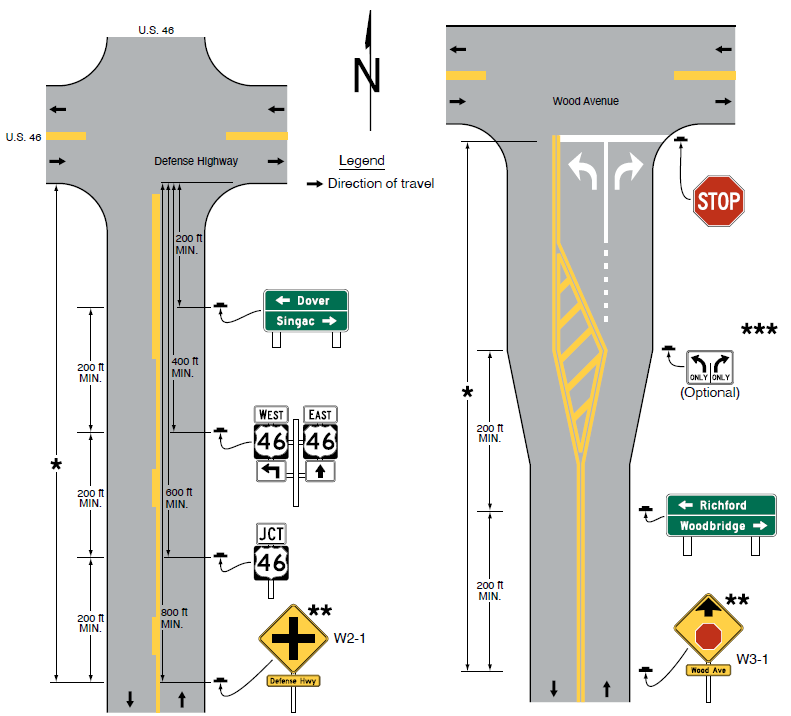 U.S. 46
U.S. 46
Defense Highway
N
Legend
→ Direction of travel
200 ft
MIN.
← Dover
Singac →
200 ft
MIN.
400 ft
MIN.
WEST
EAST
46
46
*
200 ft
MIN.
600 ft
MIN.
JCT
46
200 ft
MIN.
800 ft
MIN.
**
W2-1
Defense Hwy
Wood Avenue
STOP
***
ONLY
ONLY
(Optional)
*
200 ft
MIN.
← Richford
Woodbridge →
200 ft
MIN.
**
W3-1
Wood Ave